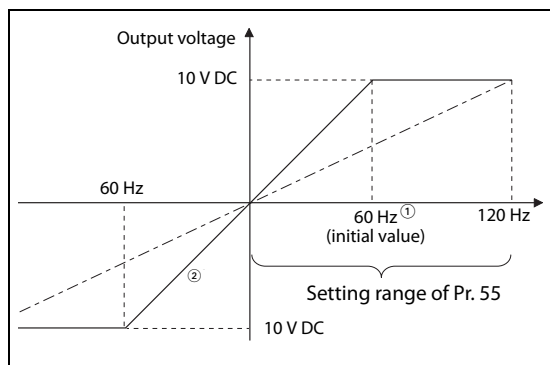 Output voltage
10 V DC
60 Hz
60 Hz ①
120 Hz
(initial value)
②
Setting range of Pr. 55
10 V DC